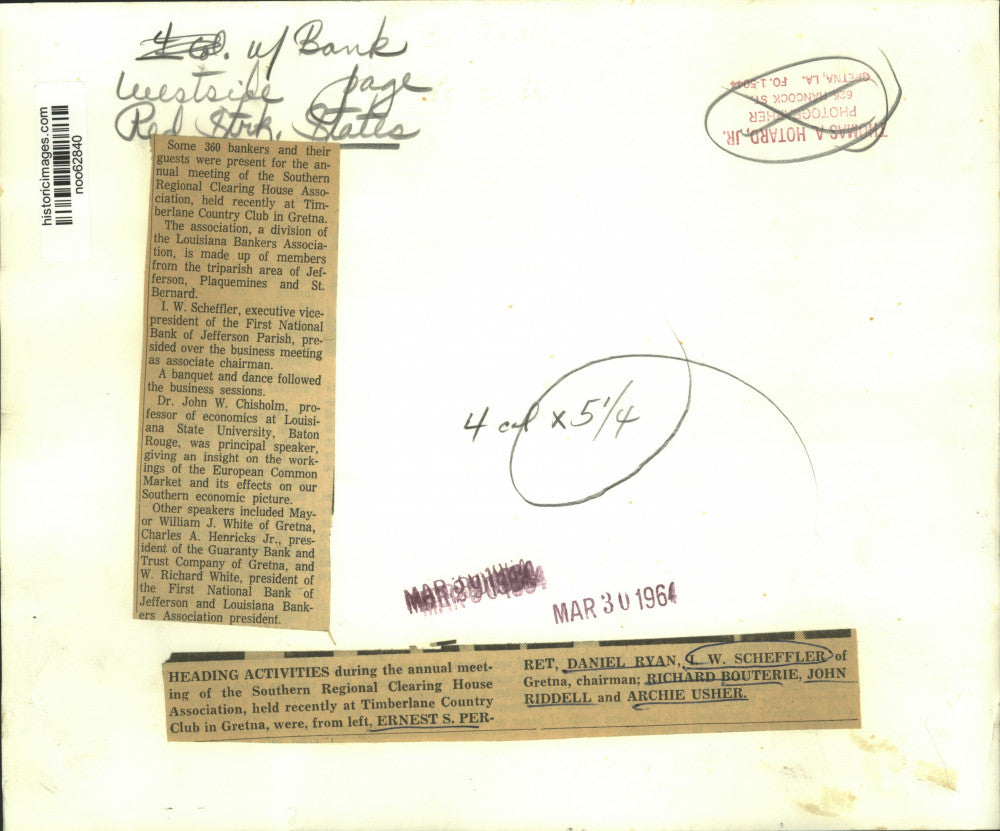 4 Col. w/ Bank
Westside page
Red Strk. States
historicimages.com
noo62840
THOMAS A. HOTARD, JR.
PHOTOGRAPHER
626 HANCOCK ST.
GRETNA, LA. FO. 1-5044
Some 360 bankers and their
guests were present for the an-
nual meeting of the Southern
Regional Clearing House Asso-
ciation, held recently at Tim-
berlane Country Club in Gretna.
The association, a division of
the Louisiana Bankers Associa-
tion, is made up of members
from the triparish area of Jef-
ferson, Plaquemines and St.
Bernard.
I. W. Scheffler, executive vice-
president of the First National
Bank of Jefferson Parish, pre-
sided over the business meeting
as associate chairman.
A banquet and dance followed
the business sessions.
Dr. John W. Chisholm, pro-
fessor of economics at Louisi-
ana State University, Baton
Rouge, was principal speaker,
giving an insight on the work-
ings of the European Common
Market and its effects on our
Southern economic picture.
Other speakers included May-
or William J. White of Gretna,
Charles A. Henricks Jr., pres-
ident of the Guaranty Bank and
Trust Company of Gretna, and
W. Richard White, president of
the First National Bank of
Jefferson and Louisiana Bank-
ers Association president.
4 col x 5 1/4
MAR 30 1964
HEADING ACTIVITIES during the annual meet-
ing of the Southern Regional Clearing House
Association, held recently at Timberlane Country
Club in Gretna, were, from left, ERNEST S. PER-
RET, DANIEL RYAN, I. W. SCHEFFLER of
Gretna, chairman; RICHARD BOUTERIE, JOHN
RIDDELL and ARCHIE USHER.